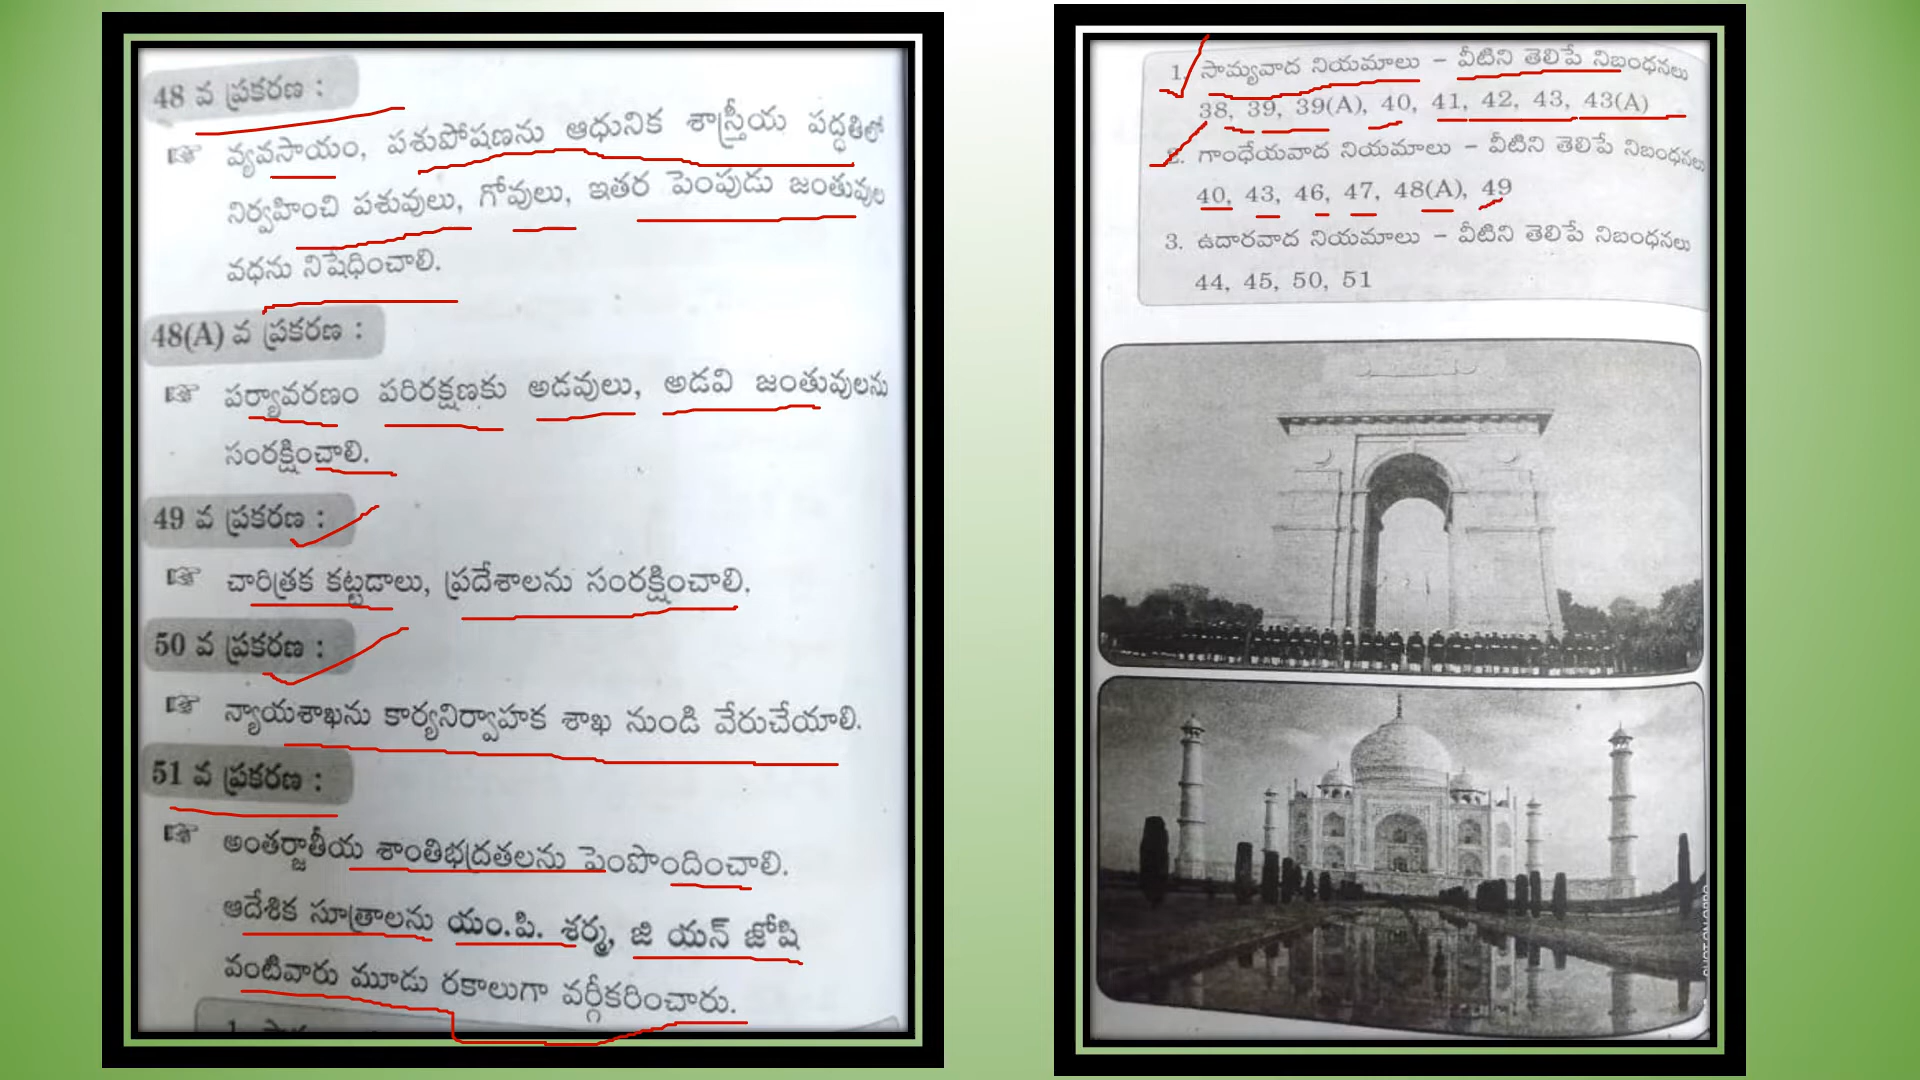 48 వ ప్రకరణ :
☞ వ్యవసాయం, పశుపోషణను ఆధునిక శాస్త్రీయ పద్ధతిలో
నిర్వహించి పశువులు, గోవులు, ఇతర పెంపుడు జంతువుల
వధను నిషేధించాలి.
48(A) వ ప్రకరణ :
☞ పర్యావరణం పరిరక్షణకు అడవులు, అడవి జంతువులను
సంరక్షించాలి.
49 వ ప్రకరణ :
☞ చారిత్రక కట్టడాలు, ప్రదేశాలను సంరక్షించాలి.
50 వ ప్రకరణ :
☞ న్యాయశాఖను కార్యనిర్వాహక శాఖ నుండి వేరుచేయాలి.
51 వ ప్రకరణ :
☞ అంతర్జాతీయ శాంతిభద్రతలను పెంపొందించాలి.
ఆదేశిక సూత్రాలను యం.పి. శర్మ, జి యన్ జోషి
వంటివారు మూడు రకాలుగా వర్గీకరించారు.
1. సామ్యవాద నియమాలు – వీటిని తెలిపే నిబంధనలు
38, 39, 39(A), 40, 41, 42, 43, 43(A)
2. గాంధేయవాద నియమాలు – వీటిని తెలిపే నిబంధనలు
40, 43, 46, 47, 48(A), 49
3. ఉదారవాద నియమాలు – వీటిని తెలిపే నిబంధనలు
44, 45, 50, 51